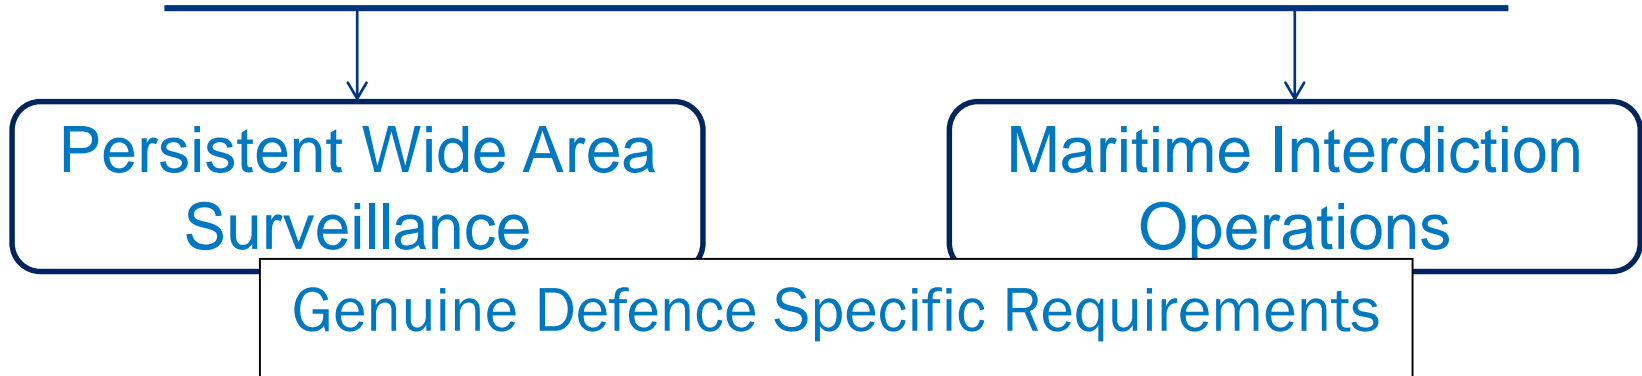 Persistent Wide Area
Surveillance
Maritime Interdiction
Operations
Genuine Defence Specific Requirements